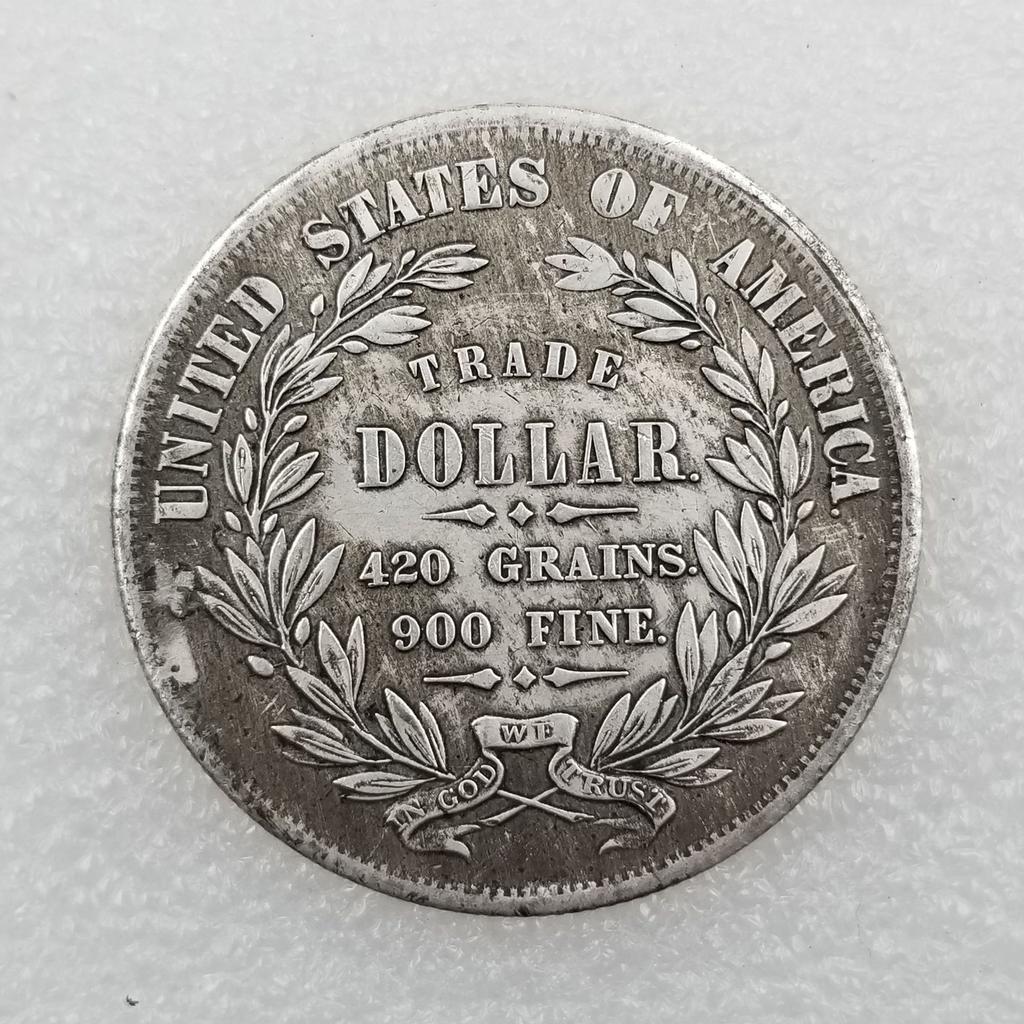 UNITED STATES OF AMERICA.
TRADE
DOLLAR.
420 GRAINS.
900 FINE.
IN GOD WE TRUST